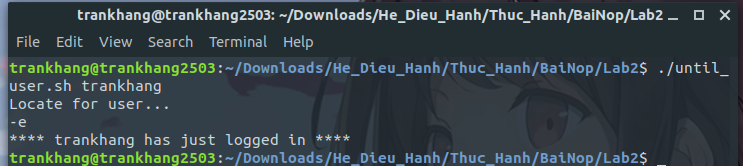 trankhang@trankhang2503: ~/Downloads/He_Dieu_Hanh/Thuc_Hanh/BaiNop/Lab2
File Edit View Search Terminal Help
trankhang@trankhang2503:~/Downloads/He_Dieu_Hanh/Thuc_Hanh/BaiNop/Lab2$ ./until_
user.sh trankhang
Locate for user...
-e
**** trankhang has just logged in ****
trankhang@trankhang2503:~/Downloads/He_Dieu_Hanh/Thuc_Hanh/BaiNop/Lab2$